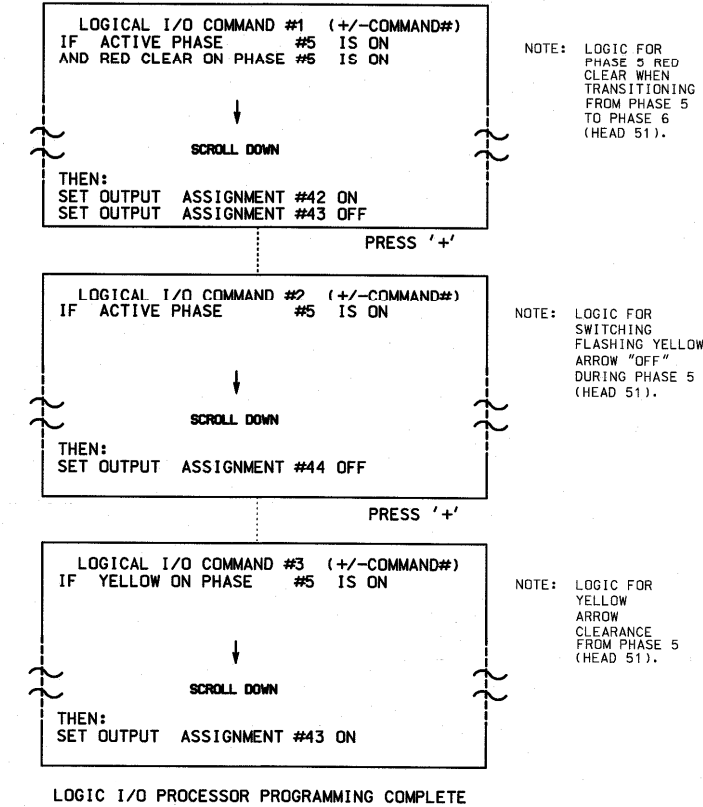 LOGICAL I/O COMMAND #1 (+/-COMMAND#)
IF ACTIVE PHASE #5 IS ON
AND RED CLEAR ON PHASE #5 IS ON
SCROLL DOWN
THEN:
SET OUTPUT ASSIGNMENT #42 ON
SET OUTPUT ASSIGNMENT #43 OFF
NOTE: LOGIC FOR
PHASE 5 RED
CLEAR WHEN
TRANSITIONING
FROM PHASE 5
TO PHASE 6
(HEAD 51).
PRESS '+'
LOGICAL I/O COMMAND #2 (+/-COMMAND#)
IF ACTIVE PHASE #5 IS ON
SCROLL DOWN
THEN:
SET OUTPUT ASSIGNMENT #44 OFF
NOTE: LOGIC FOR
SWITCHING
FLASHING YELLOW
ARROW "OFF"
DURING PHASE 5
(HEAD 51).
PRESS '+'
LOGICAL I/O COMMAND #3 (+/-COMMAND#)
IF YELLOW ON PHASE #5 IS ON
SCROLL DOWN
THEN:
SET OUTPUT ASSIGNMENT #43 ON
NOTE: LOGIC FOR
YELLOW
ARROW
CLEARANCE
FROM PHASE 5
(HEAD 51).
LOGIC I/O PROCESSOR PROGRAMMING COMPLETE